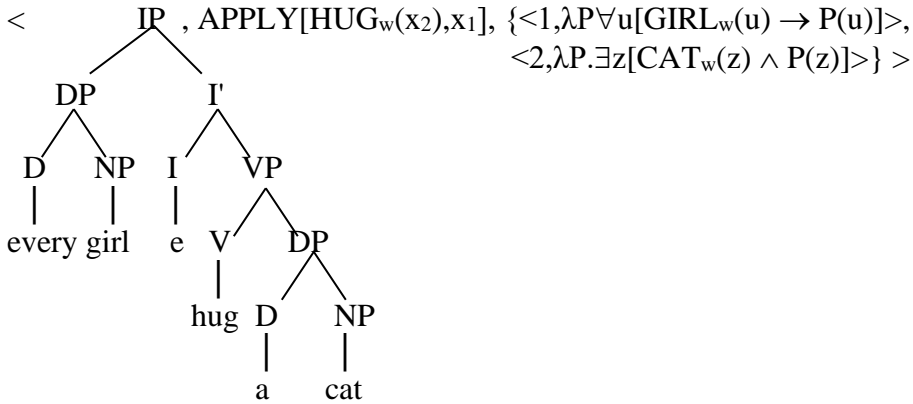 < IP , APPLY[HUGw(x2),x1], {<1,λP∀u[GIRLw(u) → P(u)]>,
<2,λP.∃z[CATw(z) ∧ P(z)]>} >
DP I'
D NP I VP
every girl e V DP
hug D NP
a cat